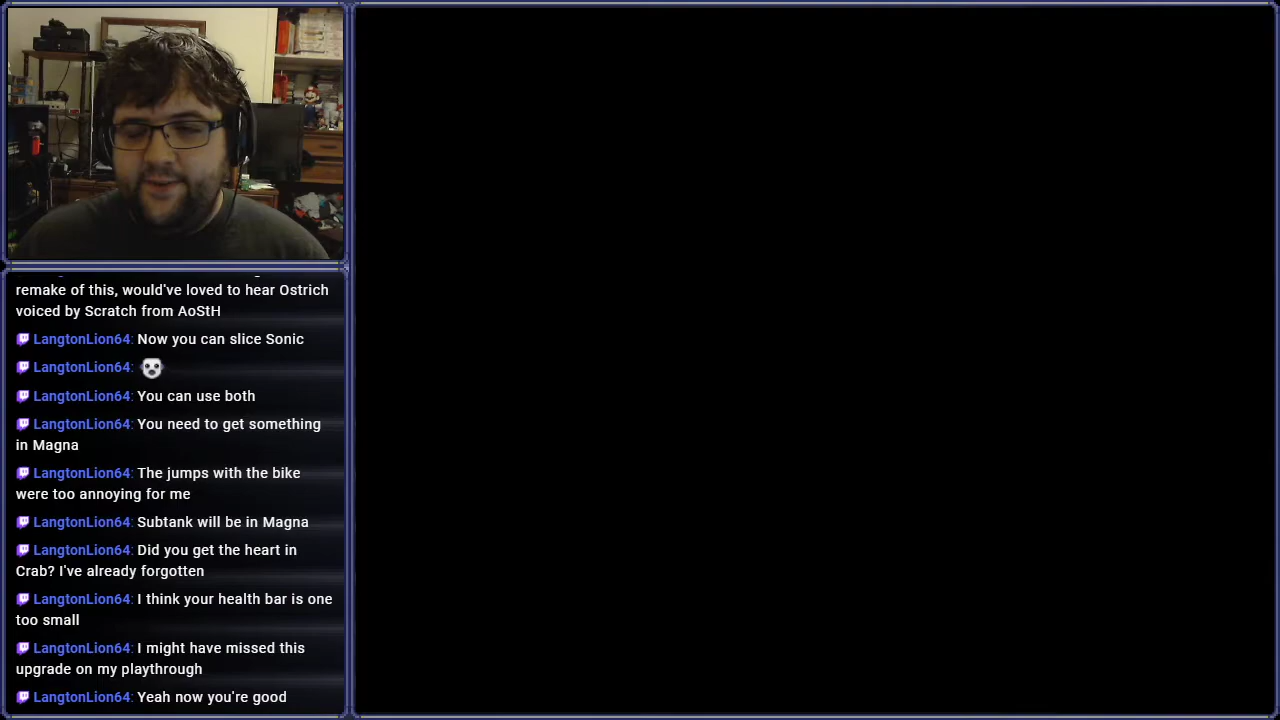 remake of this, would've loved to hear Ostrich
voiced by Scratch from AoStH
LangtonLion64: Now you can slice Sonic
LangtonLion64:
LangtonLion64: You can use both
LangtonLion64: You need to get something
in Magna
LangtonLion64: The jumps with the bike
were too annoying for me
LangtonLion64: Subtank will be in Magna
LangtonLion64: Did you get the heart in
Crab? I've already forgotten
LangtonLion64: I think your health bar is one
too small
LangtonLion64: I might have missed this
upgrade on my playthrough
LangtonLion64: Yeah now you're good